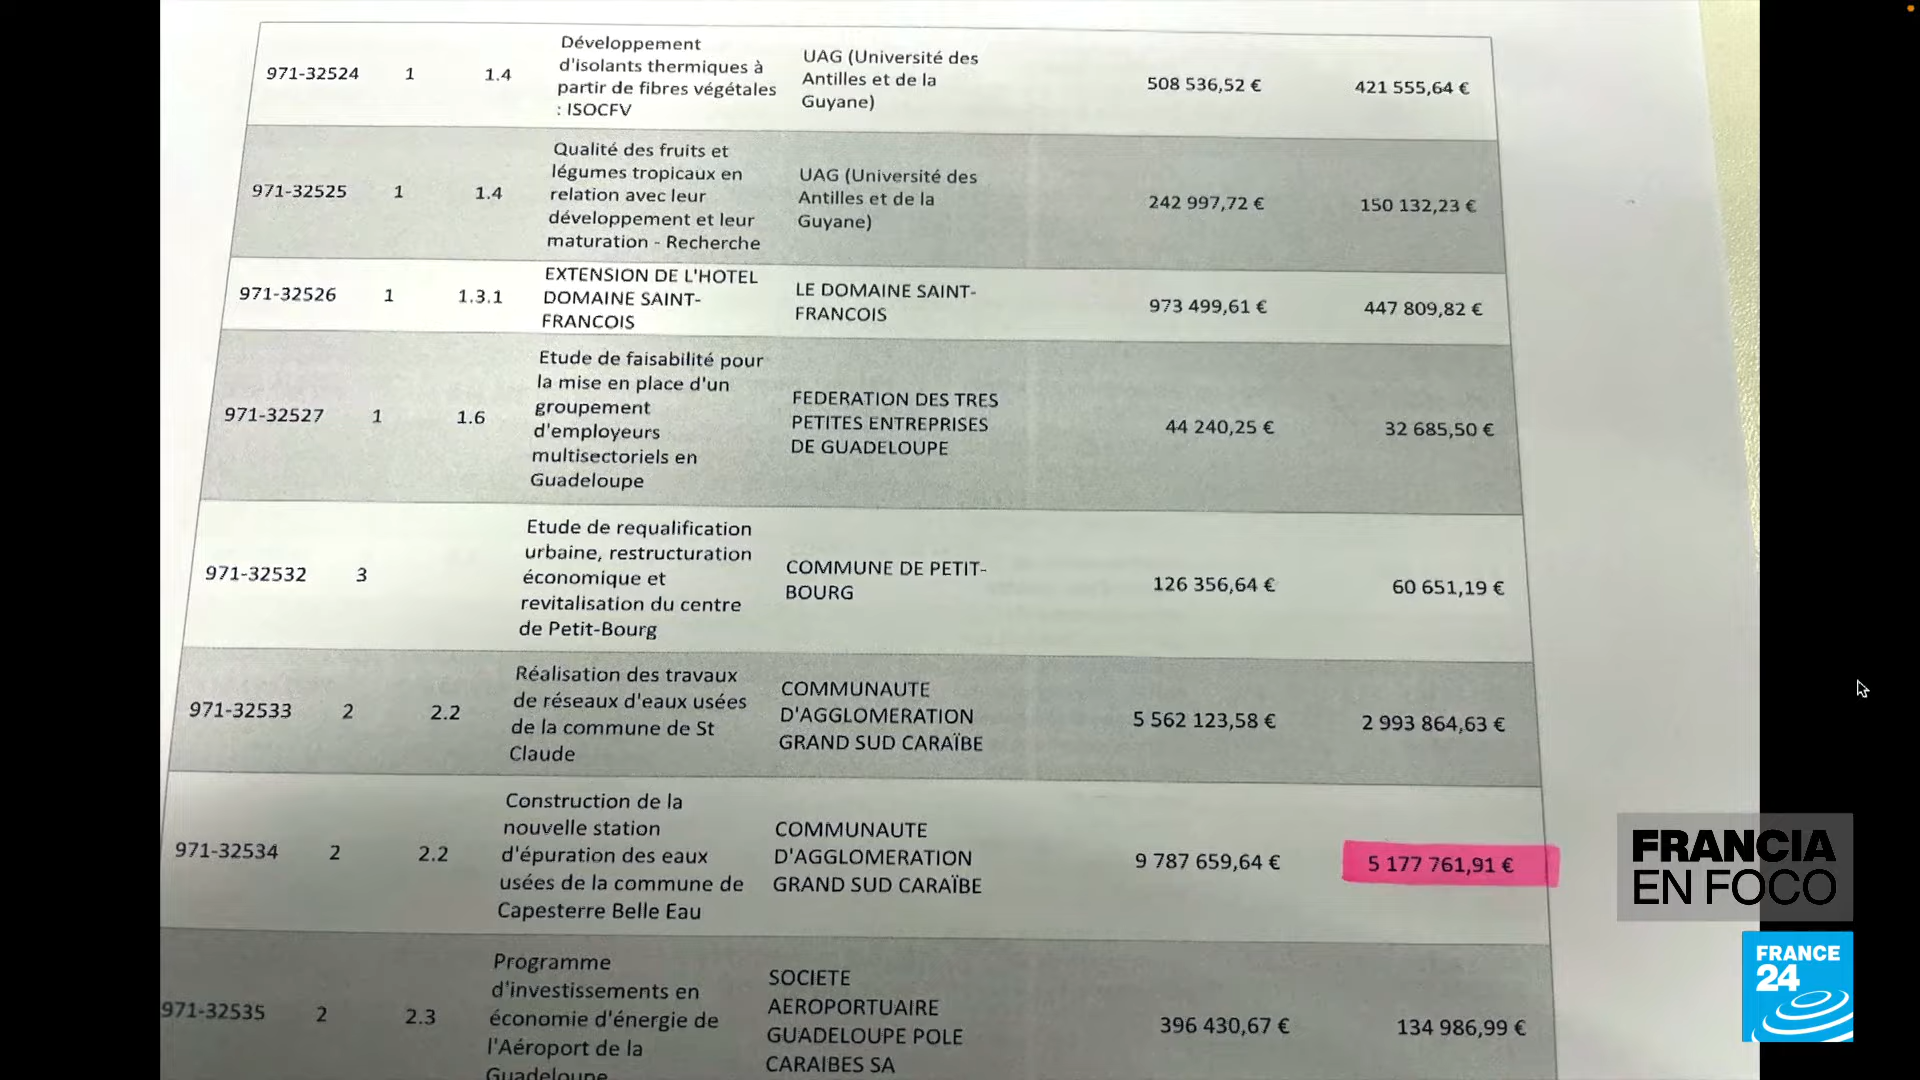 971-32524 1 1.4 Développement
d'isolants thermiques à
partir de fibres végétales
: ISOCFV
UAG (Université des
Antilles et de la
Guyane)
508 536,52 € 421 555,64 €
971-32525 1 1.4 Qualité des fruits et
légumes tropicaux en
relation avec leur
développement et leur
maturation - Recherche
UAG (Université des
Antilles et de la
Guyane)
242 997,72 € 150 132,23 €
971-32526 1 1.3.1 EXTENSION DE L'HOTEL
DOMAINE SAINT-
FRANCOIS
LE DOMAINE SAINT-
FRANCOIS
973 499,61 € 447 809,82 €
971-32527 1 1.6 Etude de faisabilité pour
la mise en place d'un
groupement
d'employeurs
multisectoriels en
Guadeloupe
FEDERATION DES TRES
PETITES ENTREPRISES
DE GUADELOUPE
44 240,25 € 32 685,50 €
971-32532 3 Etude de requalification
urbaine, restructuration
économique et
revitalisation du centre
de Petit-Bourg
COMMUNE DE PETIT-
BOURG
126 356,64 € 60 651,19 €
971-32533 2 2.2 Réalisation des travaux
de réseaux d'eaux usées
de la commune de St
Claude
COMMUNAUTE
D'AGGLOMERATION
GRAND SUD CARAÏBE
5 562 123,58 € 2 993 864,63 €
971-32534 2 2.2 Construction de la
nouvelle station
d'épuration des eaux
usées de la commune de
Capesterre Belle Eau
COMMUNAUTE
D'AGGLOMERATION
GRAND SUD CARAÏBE
9 787 659,64 € 5 177 761,91 €
971-32535 2 2.3 Programme
d'investissements en
économie d'énergie de
l'Aéroport de la
Guadeloupe
SOCIETE
AEROPORTUAIRE
GUADELOUPE POLE
CARAIBES SA
396 430,67 € 134 986,99 €
FRANCIA
EN FOCO
FRANCE
24